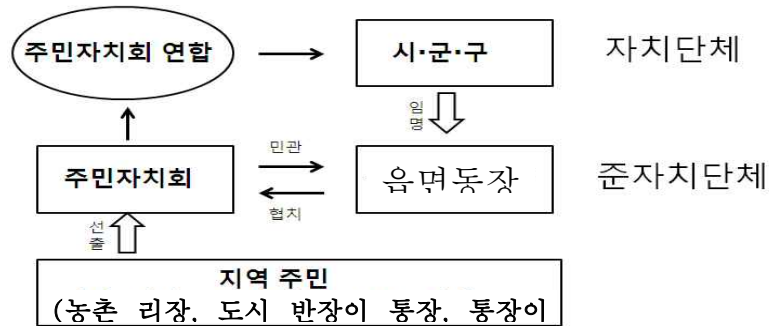 주민자치회 연합
시·군·구
자치단체
임명
주민자치회
민관
협치
읍면동장
준자치단체
선출
지역 주민
(농촌 리장, 도시 반장이 통장, 통장이